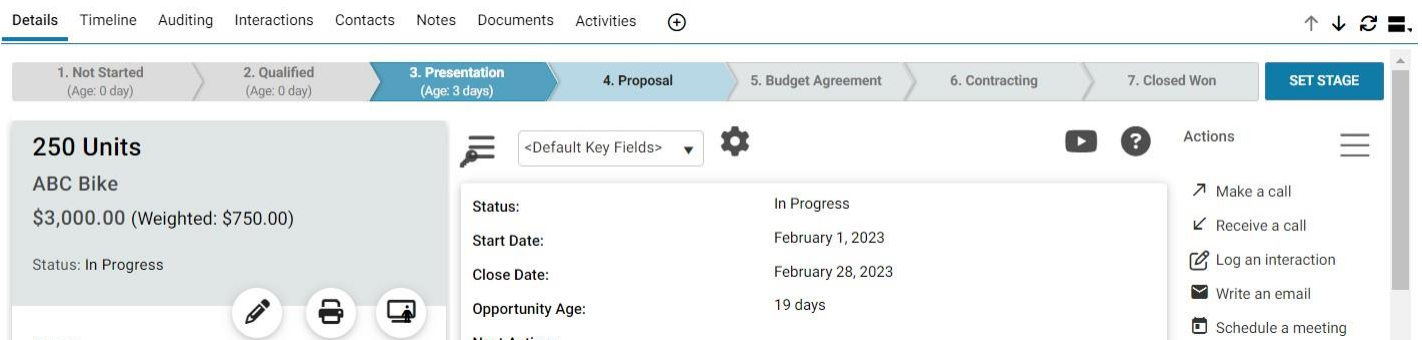 Details Timeline Auditing Interactions Contacts Notes Documents Activities
1. Not Started 2. Qualified 3. Presentation 4. Proposal 5. Budget Agreement 6. Contracting 7. Closed Won SET STAGE
(Age: 0 day) (Age: 0 day) (Age: 3 days)
250 Units
ABC Bike
$3,000.00 (Weighted: $750.00)
Status: In Progress
<Default Key Fields>
Status: In Progress
Start Date: February 1, 2023
Close Date: February 28, 2023
Opportunity Age: 19 days
Actions
Make a call
Receive a call
Log an interaction
Write an email
Schedule a meeting